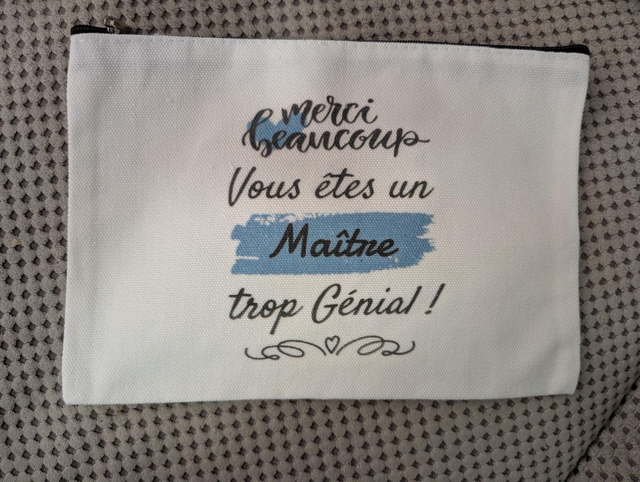 merci
beaucoup
Vous êtes un
Maître
trop Génial !